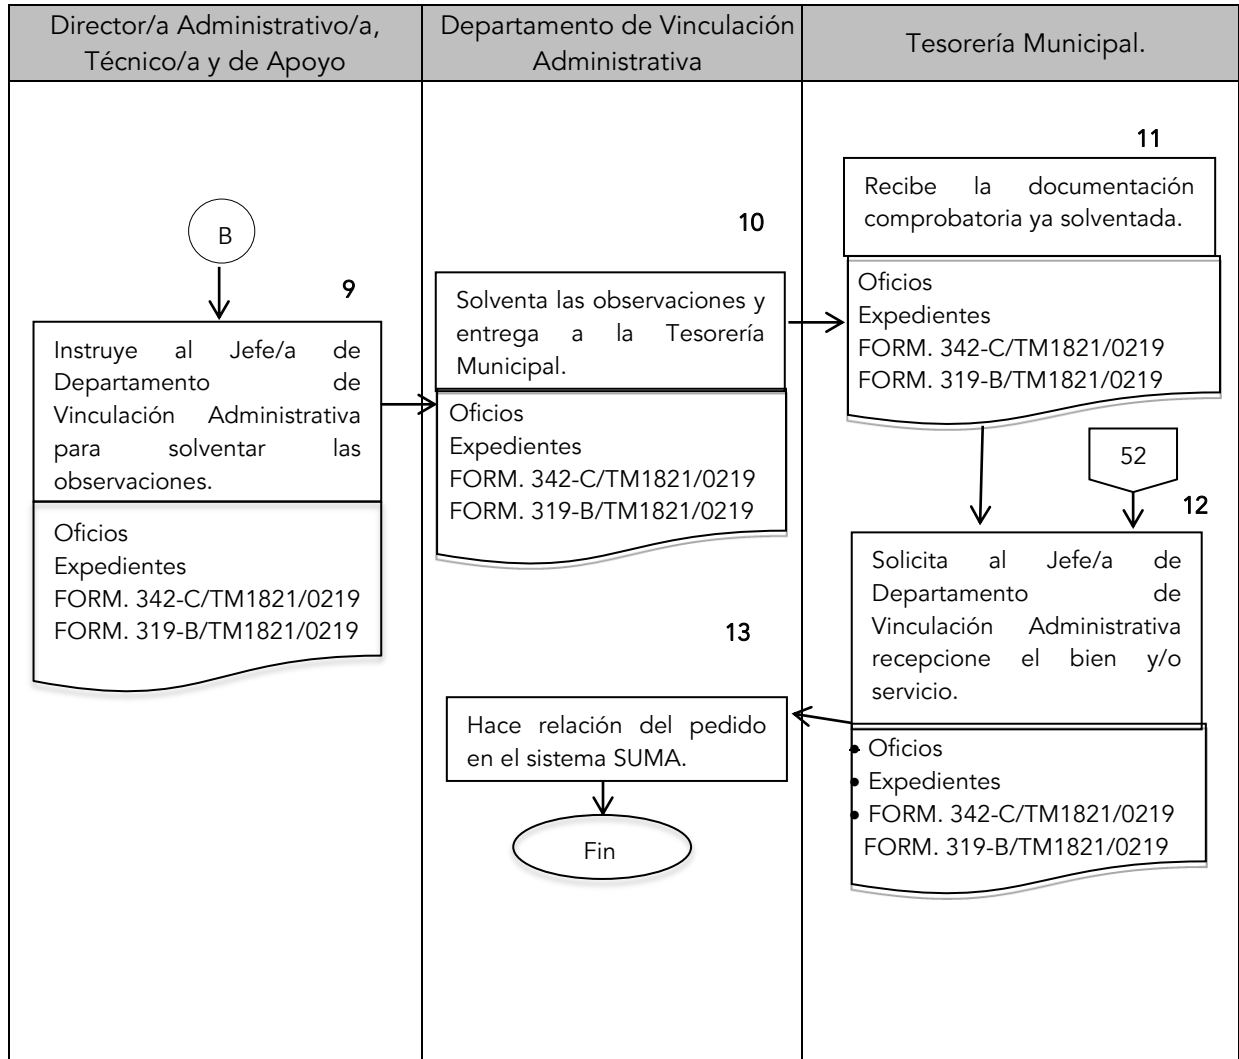 Director/a Administrativo/a,
Técnico/a y de Apoyo
Departamento de Vinculación
Administrativa
Tesorería Municipal.
B
9
Instruye al Jefe/a de
Departamento de
Vinculación Administrativa
para solventar las
observaciones.
Oficios
Expedientes
FORM. 342-C/TM1821/0219
FORM. 319-B/TM1821/0219
10
Solventa las observaciones y
entrega a la Tesorería
Municipal.
Oficios
Expedientes
FORM. 342-C/TM1821/0219
FORM. 319-B/TM1821/0219
11
Recibe la documentación
comprobatoria ya solventada.
Oficios
Expedientes
FORM. 342-C/TM1821/0219
FORM. 319-B/TM1821/0219
52
12
Solicita al Jefe/a de
Departamento de
Vinculación Administrativa
recepcione el bien y/o
servicio.
• Oficios
• Expedientes
• FORM. 342-C/TM1821/0219
FORM. 319-B/TM1821/0219
13
Hace relación del pedido
en el sistema SUMA.
Fin